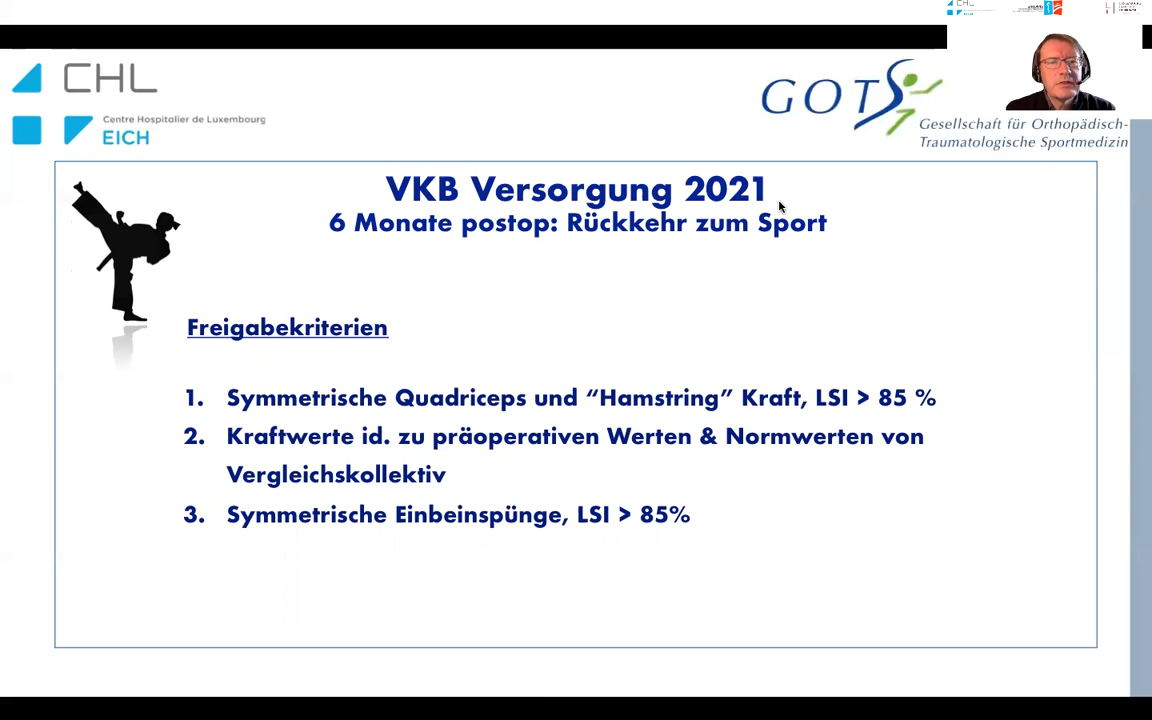 CHL
Centre Hospitalier de Luxembourg
EICH
GOTS
Gesellschaft für Orthopädisch-
Traumatologische Sportmedizin
VKB Versorgung 2021
6 Monate postop: Rückkehr zum Sport
Freigabekriterien
1. Symmetrische Quadriceps und “Hamstring” Kraft, LSI > 85 %
2. Kraftwerte id. zu präoperativen Werten & Normwerten von
Vergleichskollektiv
3. Symmetrische Einbeinspünge, LSI > 85%